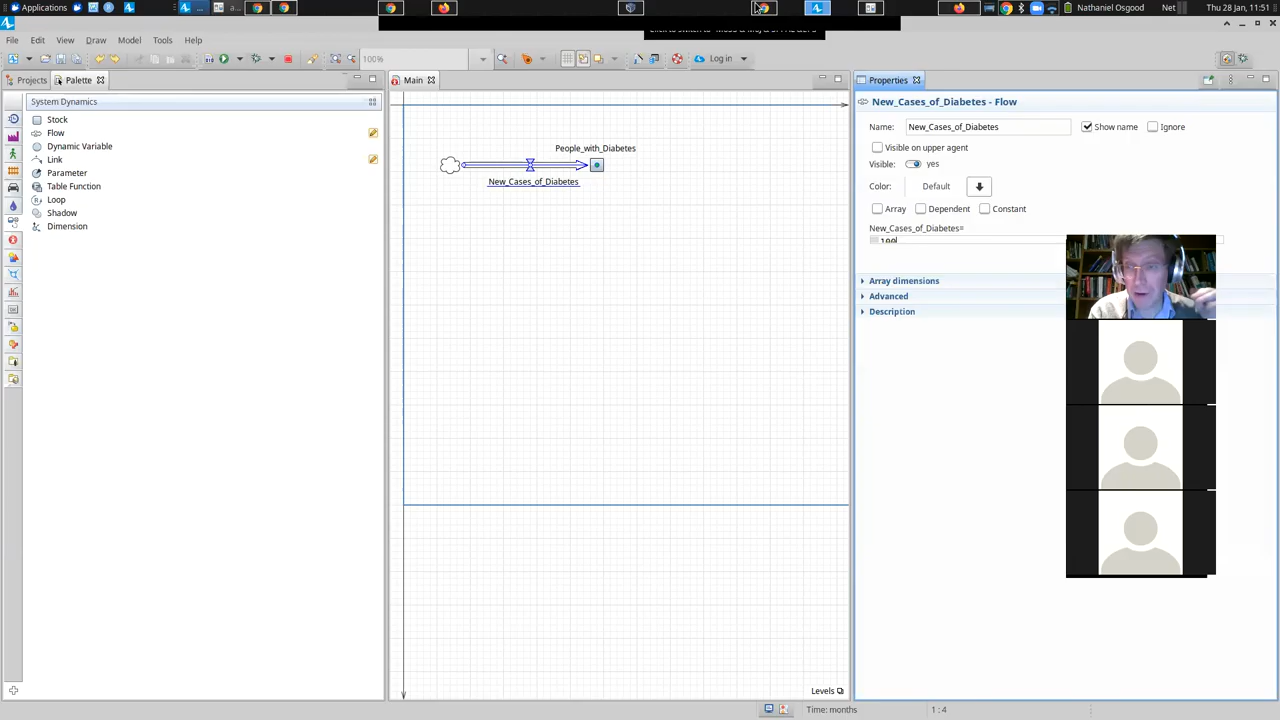 Applications
Nathaniel Osgood
Net
Thu 28 Jan, 11:51
File Edit View Draw Model Tools Help
100%
Log in
Projects
Palette
Main
Properties
System Dynamics
Stock
Flow
Dynamic Variable
Link
Parameter
Table Function
Loop
Shadow
Dimension
People_with_Diabetes
New_Cases_of_Diabetes
Levels
New_Cases_of_Diabetes - Flow
Name: New_Cases_of_Diabetes Show name Ignore
Visible on upper agent
Visible: yes
Color: Default
Array Dependent Constant
New_Cases_of_Diabetes=
100
Array dimensions
Advanced
Description
Time: months
1 : 4